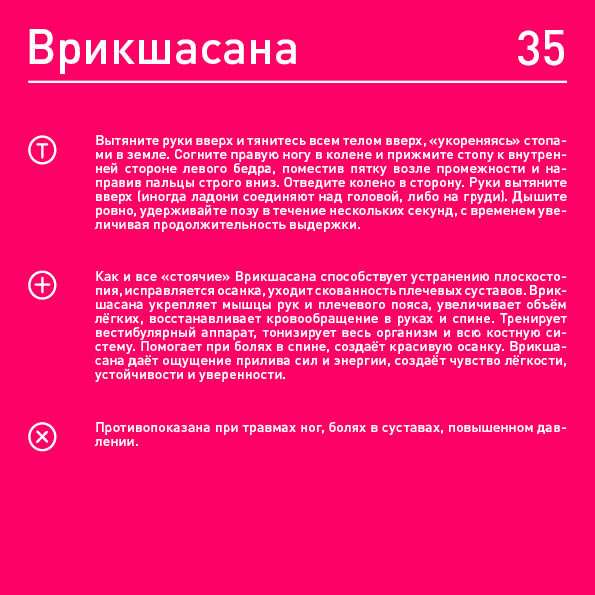 Врикшасана 35
Т
Вытяните руки вверх и тянитесь всем телом вверх, «укореняясь» стопа-
ми в земле. Согните правую ногу в колене и прижмите стопу к внутрен-
ней стороне левого бедра, поместив пятку возле промежности и на-
правив пальцы строго вниз. Отведите колено в сторону. Руки вытяните
вверх (иногда ладони соединяют над головой, либо на груди). Дышите
ровно, удерживайте позу в течение нескольких секунд, с временем уве-
личивая продолжительность выдержки.
+
Как и все «стоячие» Врикшасана способствует устранению плоскосто-
пия, исправляется осанка, уходит скованность плечевых суставов. Врик-
шасана укрепляет мышцы рук и плечевого пояса, увеличивает объём
лёгких, восстанавливает кровообращение в руках и спине. Тренирует
вестибулярный аппарат, тонизирует весь организм и всю костную си-
стему. Помогает при болях в спине, создаёт красивую осанку. Врикша-
сана даёт ощущение прилива сил и энергии, создаёт чувство лёгкости,
устойчивости и уверенности.
×
Противопоказана при травмах ног, болях в суставах, повышенном дав-
лении.